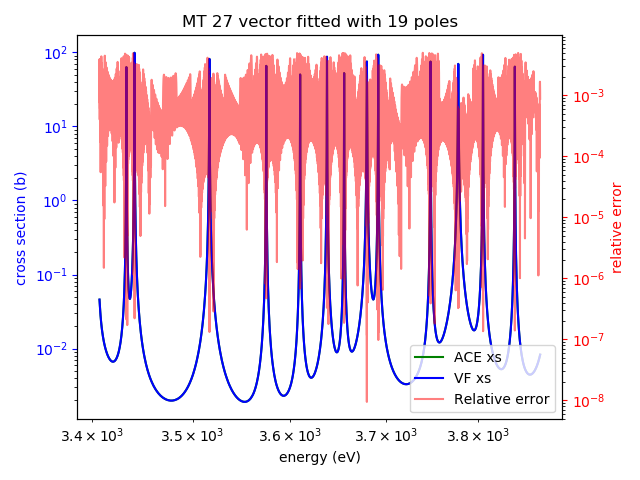 MT 27 vector fitted with 19 poles
10²
10¹
10⁰
10⁻¹
10⁻²
cross section (b)
10⁻³
10⁻⁴
10⁻⁵
10⁻⁶
10⁻⁷
10⁻⁸
relative error
ACE xs
VF xs
Relative error
3.4 × 10³ 3.5 × 10³ 3.6 × 10³ 3.7 × 10³ 3.8 × 10³
energy (eV)